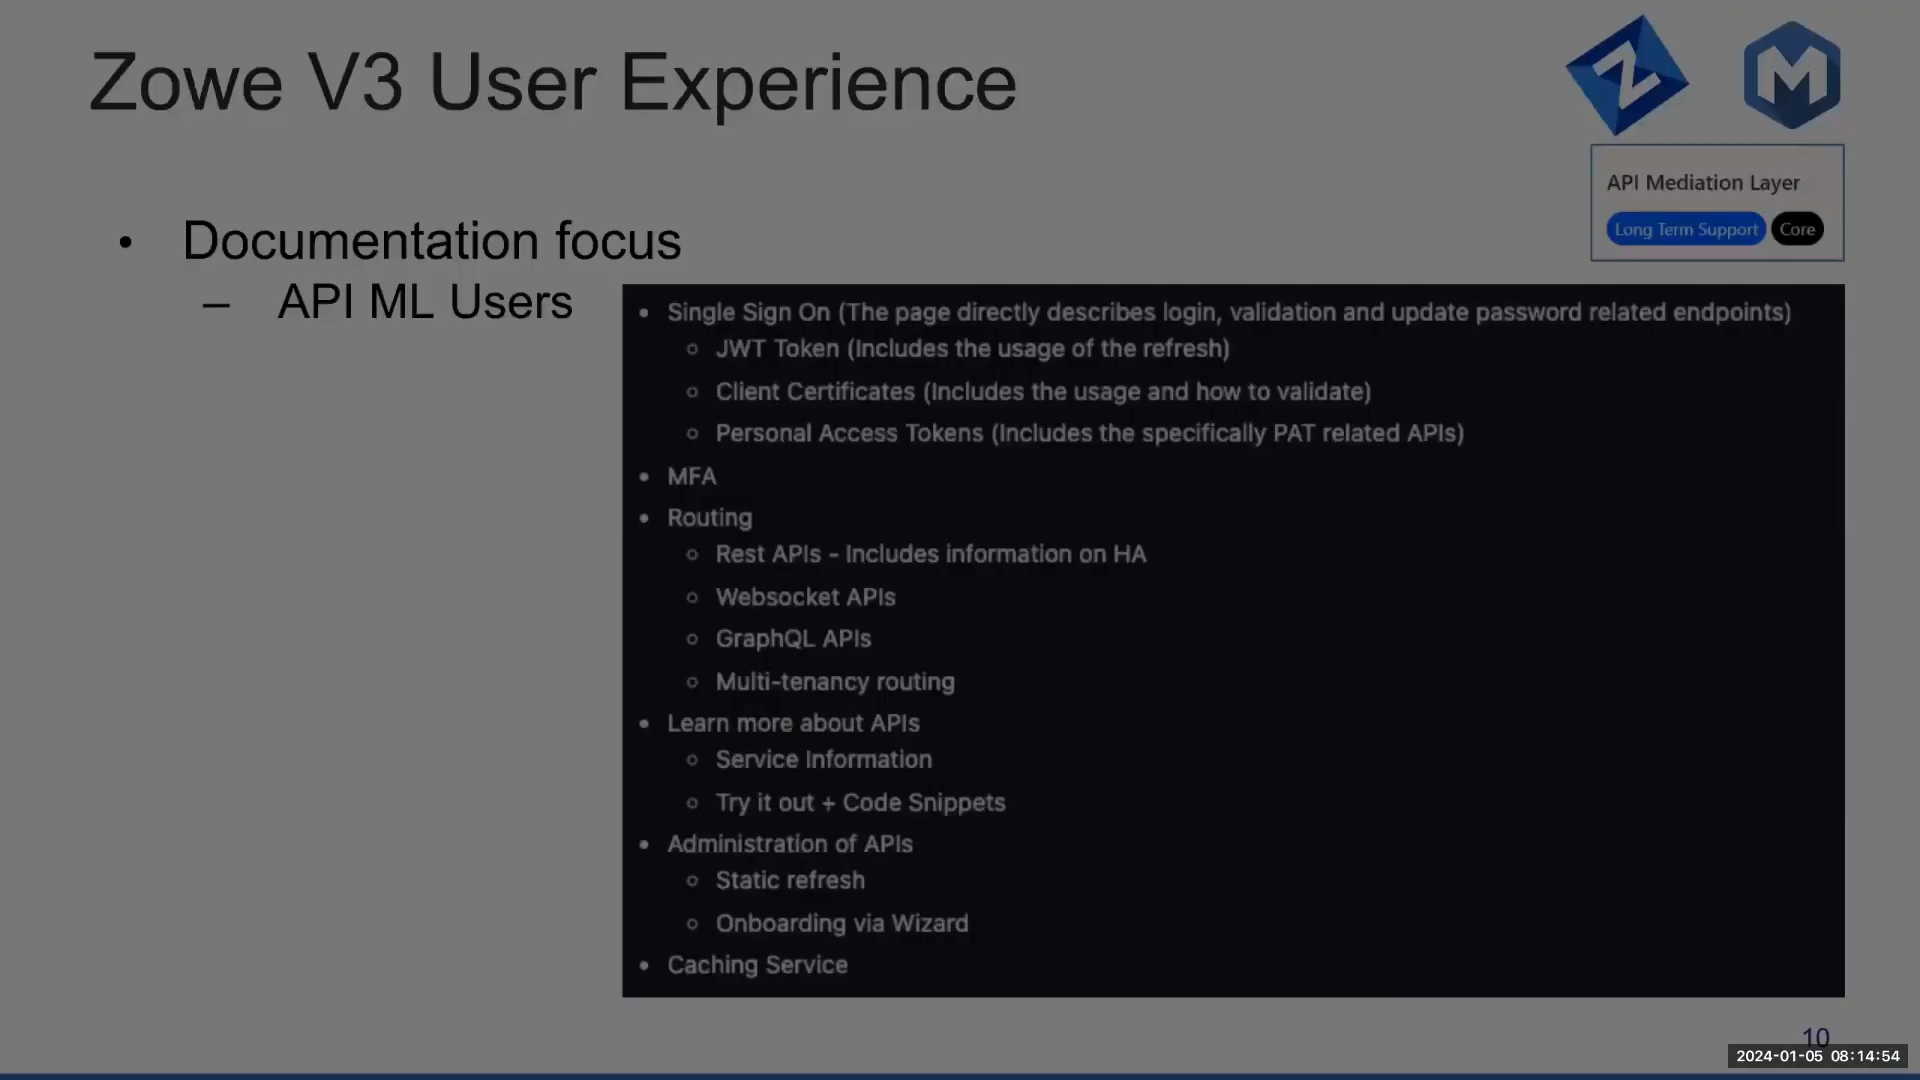 Zowe V3 User Experience
Z
M
API Mediation Layer
Long Term Support Core
• Documentation focus
– API ML Users
• Single Sign On (The page directly describes login, validation and update password related endpoints)
○ JWT Token (Includes the usage of the refresh)
○ Client Certificates (Includes the usage and how to validate)
○ Personal Access Tokens (Includes the specifically PAT related APIs)
• MFA
• Routing
○ Rest APIs - Includes information on HA
○ Websocket APIs
○ GraphQL APIs
○ Multi-tenancy routing
• Learn more about APIs
○ Service Information
○ Try it out + Code Snippets
• Administration of APIs
○ Static refresh
○ Onboarding via Wizard
• Caching Service
10
2024-01-05 08:14:54